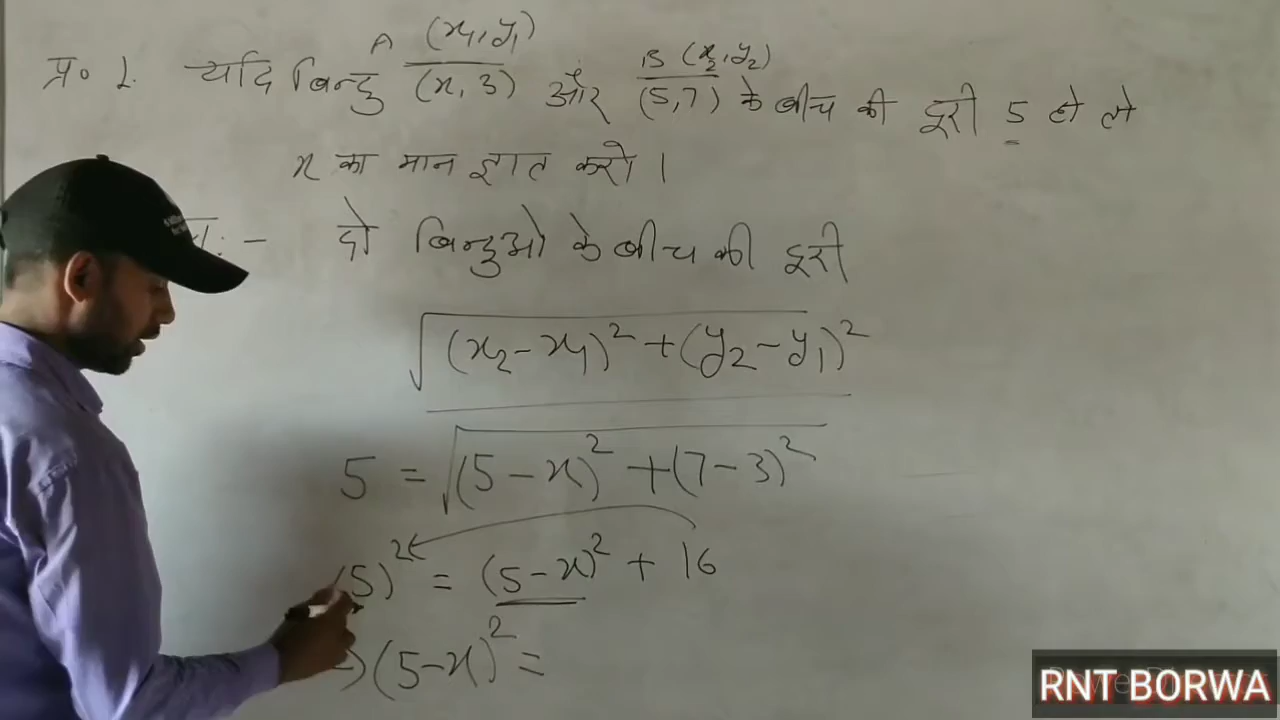 A (x₁, y₁) B (x₂, y₂)
प्र० 1. यदि बिन्दु (x, 3) और (5, 7) के बीच की दूरी 5 हो तो
x का मान ज्ञात करो ।
:- दो बिन्दुओ के बीच की दूरी
√(x₂ - x₁)² + (y₂ - y₁)²
5 = √(5 - x)² + (7 - 3)²
(5)² = (5 - x)² + 16
⇒ (5 - x)² =
RNT BORWA